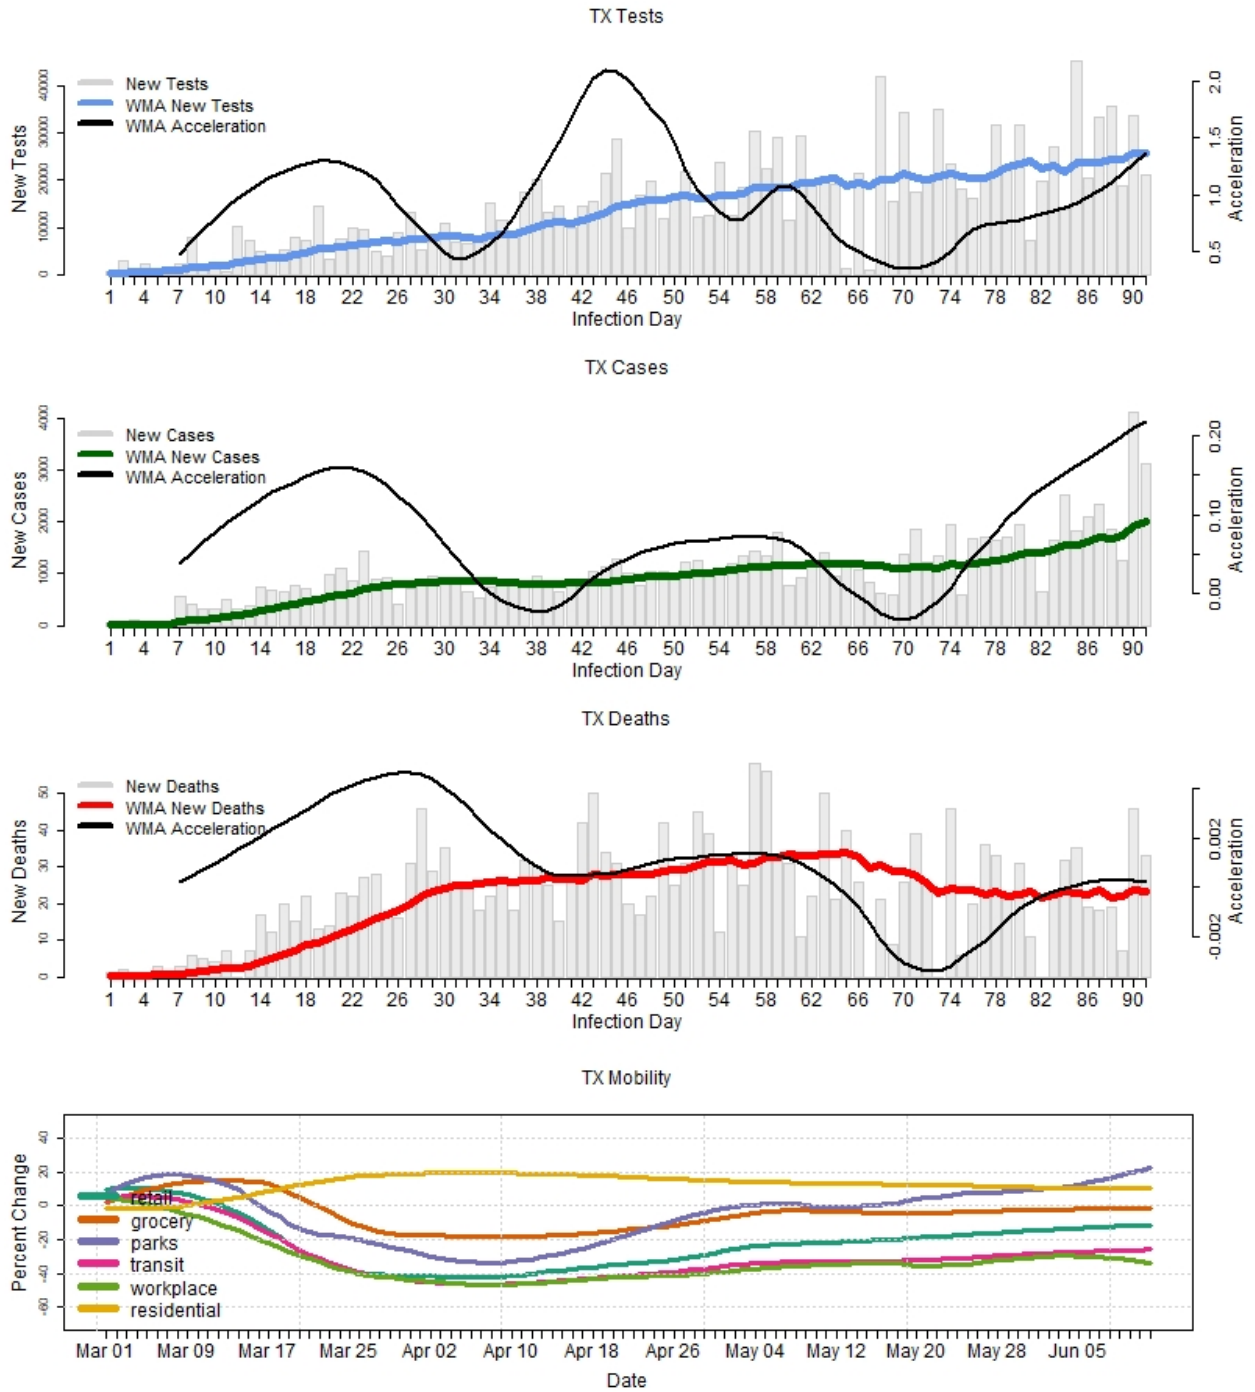 TX Tests
New Tests
WMA New Tests
WMA Acceleration
New Tests
0 10000 20000 30000 40000
0.5 1.0 1.5 2.0
Acceleration
1 4 7 10 14 18 22 26 30 34 38 42 46 50 54 58 62 66 70 74 78 82 86 90
Infection Day
TX Cases
New Cases
WMA New Cases
WMA Acceleration
New Cases
0 1000 2000 3000 4000
0.00 0.10 0.20
Acceleration
1 4 7 10 14 18 22 26 30 34 38 42 46 50 54 58 62 66 70 74 78 82 86 90
Infection Day
TX Deaths
New Deaths
WMA New Deaths
WMA Acceleration
New Deaths
0 10 20 30 40 50
-0.002 0.002
Acceleration
1 4 7 10 14 18 22 26 30 34 38 42 46 50 54 58 62 66 70 74 78 82 86 90
Infection Day
TX Mobility
Percent Change
-60 -40 -20 0 20 40
retail
grocery
parks
transit
workplace
residential
Mar 01 Mar 09 Mar 17 Mar 25 Apr 02 Apr 10 Apr 18 Apr 26 May 04 May 12 May 20 May 28 Jun 05
Date